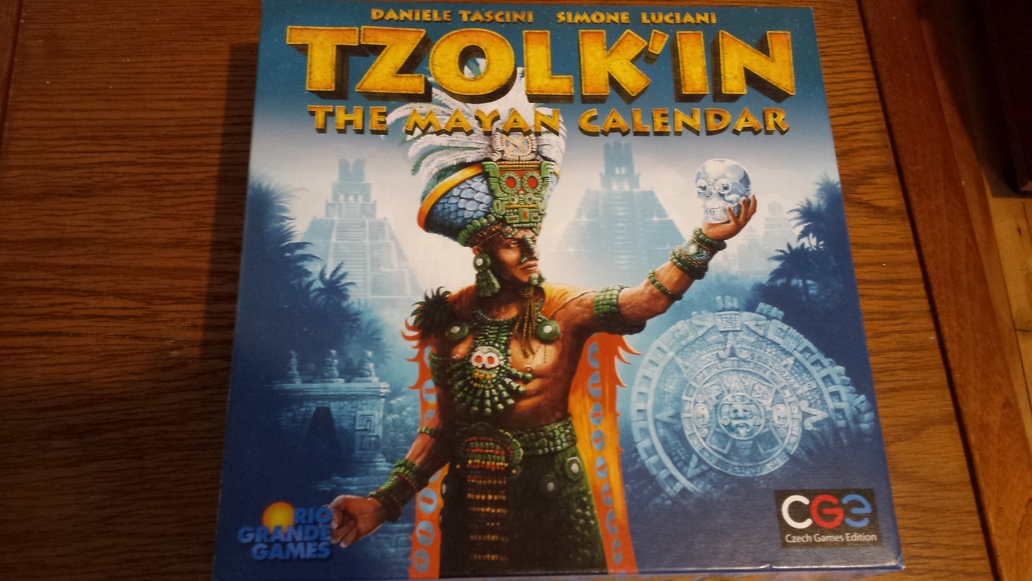 DANIELE TASCINI SIMONE LUCIANI
TZOLK'IN
THE MAYAN CALENDAR
RIO
GRANDE
GAMES
CGE
Czech Games Edition